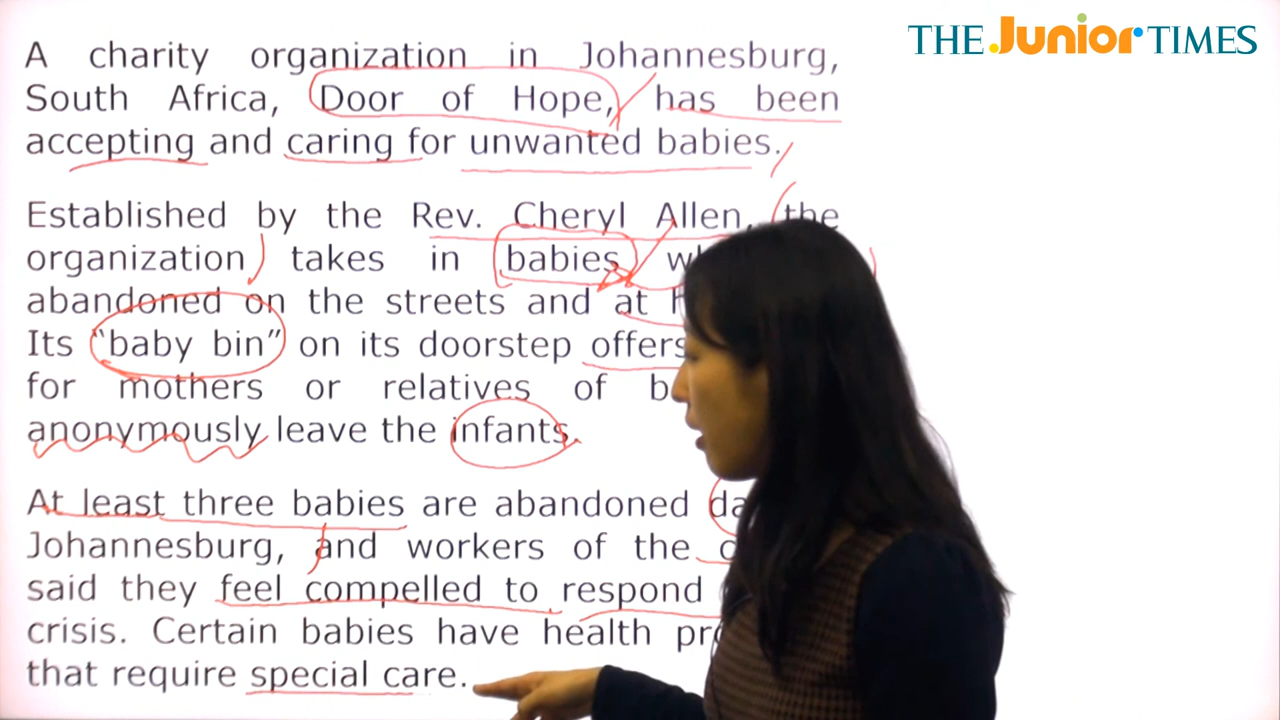 THE Junior TIMES
A charity organization in Johannesburg,
South Africa, Door of Hope, has been
accepting and caring for unwanted babies.
Established by the Rev. Cheryl Allen, the
organization takes in babies
abandoned on the streets and at
Its “baby bin” on its doorstep offers
for mothers or relatives of
anonymously leave the infants.
At least three babies are abandoned
Johannesburg, and workers of the
said they feel compelled to respond
crisis. Certain babies have health
that require special care.